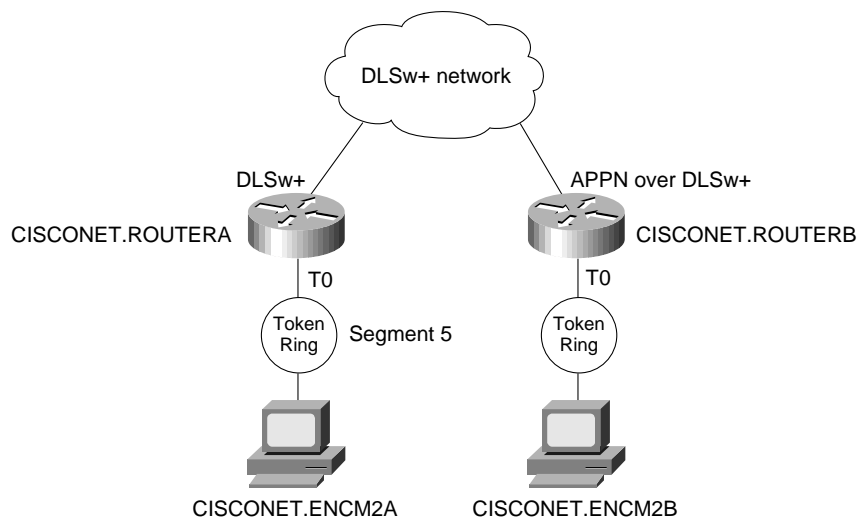 DLSw+ network
DLSw+
APPN over DLSw+
CISCONET.ROUTERA
CISCONET.ROUTERB
T0
T0
Token
Ring
Segment 5
Token
Ring
CISCONET.ENCM2A
CISCONET.ENCM2B